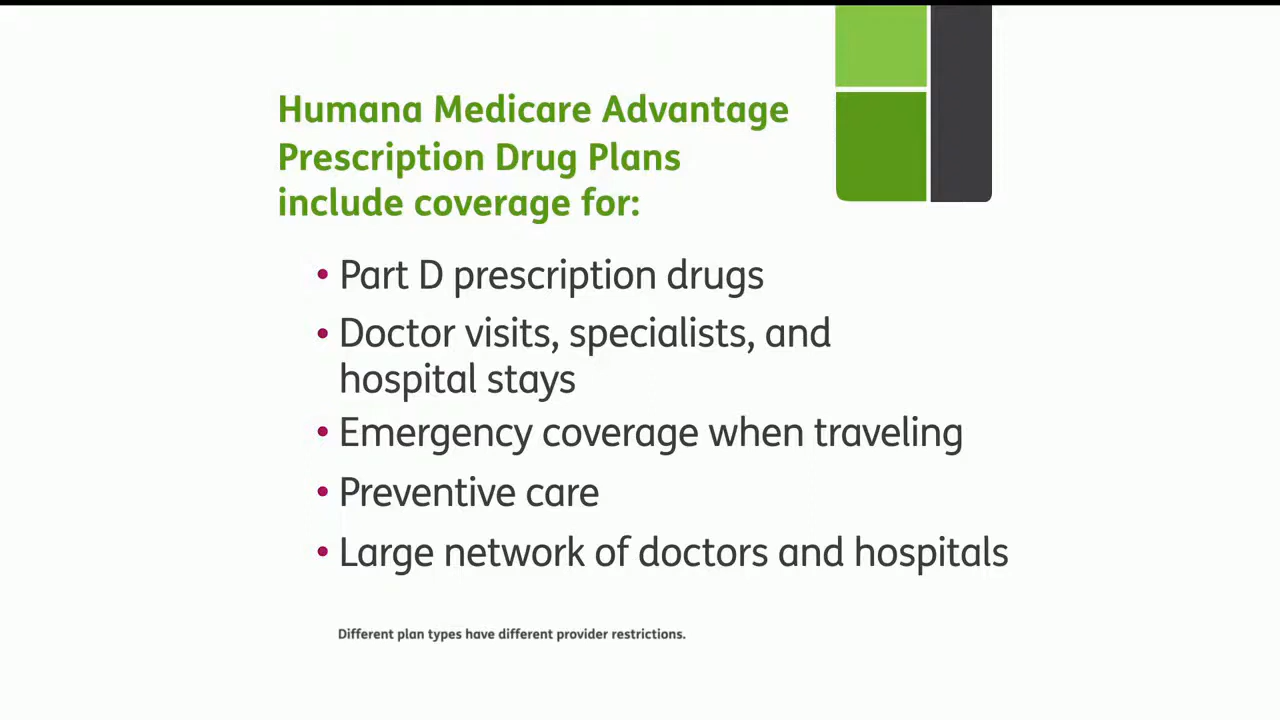 Humana Medicare Advantage
Prescription Drug Plans
include coverage for:
• Part D prescription drugs
• Doctor visits, specialists, and
hospital stays
• Emergency coverage when traveling
• Preventive care
• Large network of doctors and hospitals
Different plan types have different provider restrictions.